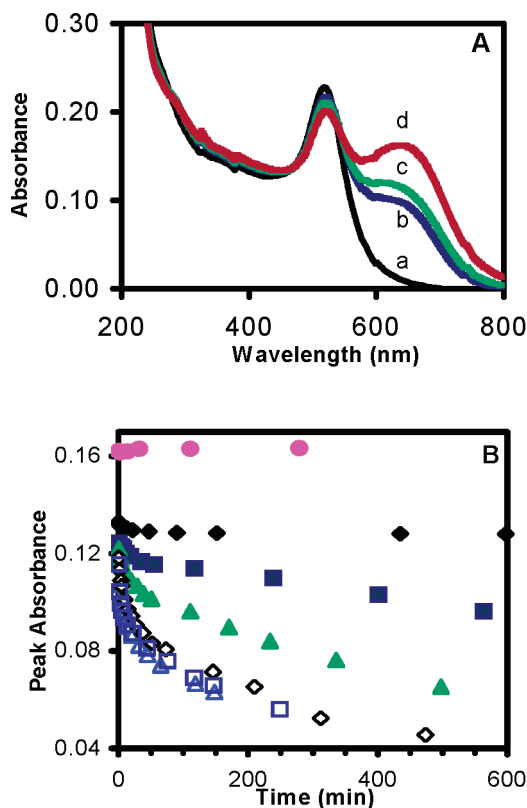 0.30
A
d
0.20
c
Absorbance
b
0.10
a
0.00
200
400
600
800
Wavelength (nm)
B
0.16
0.12
Peak Absorbance
0.08
0.04
0
200
400
600
Time (min)